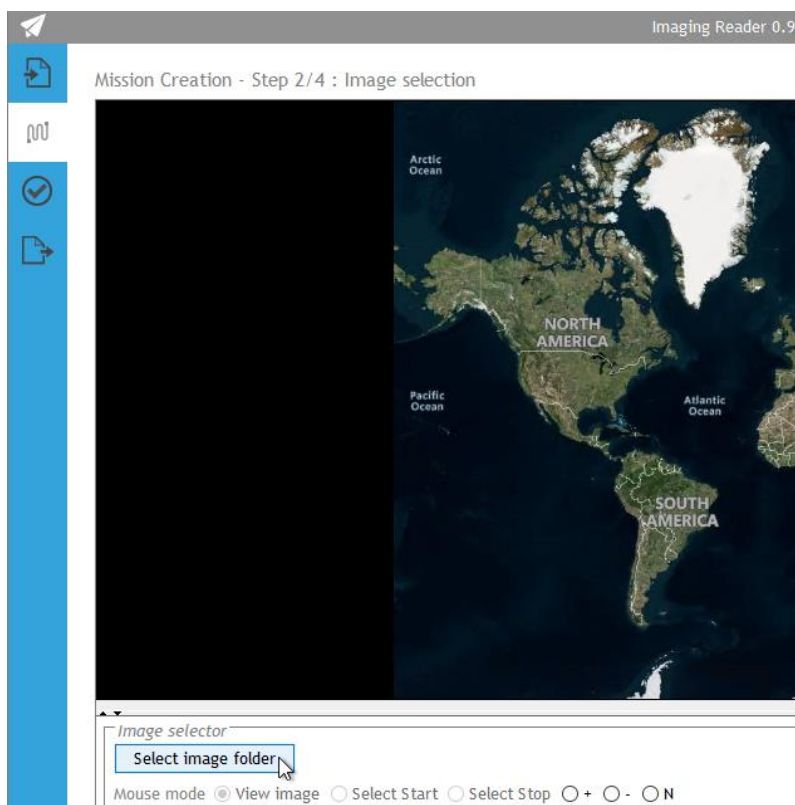 Imaging Reader 0.9
Mission Creation - Step 2/4 : Image selection
Arctic
Ocean
NORTH
AMERICA
Pacific
Ocean
Atlantic
Ocean
SOUTH
AMERICA
Image selector
Select image folder
Mouse mode View image Select Start Select Stop + - N